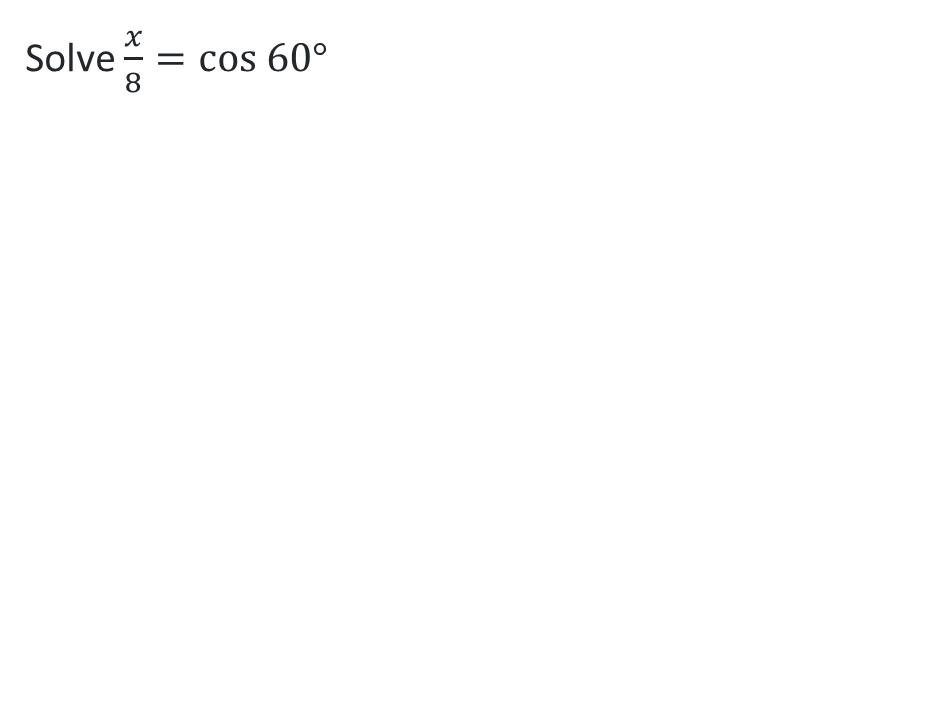 Solve x/8 = cos 60°